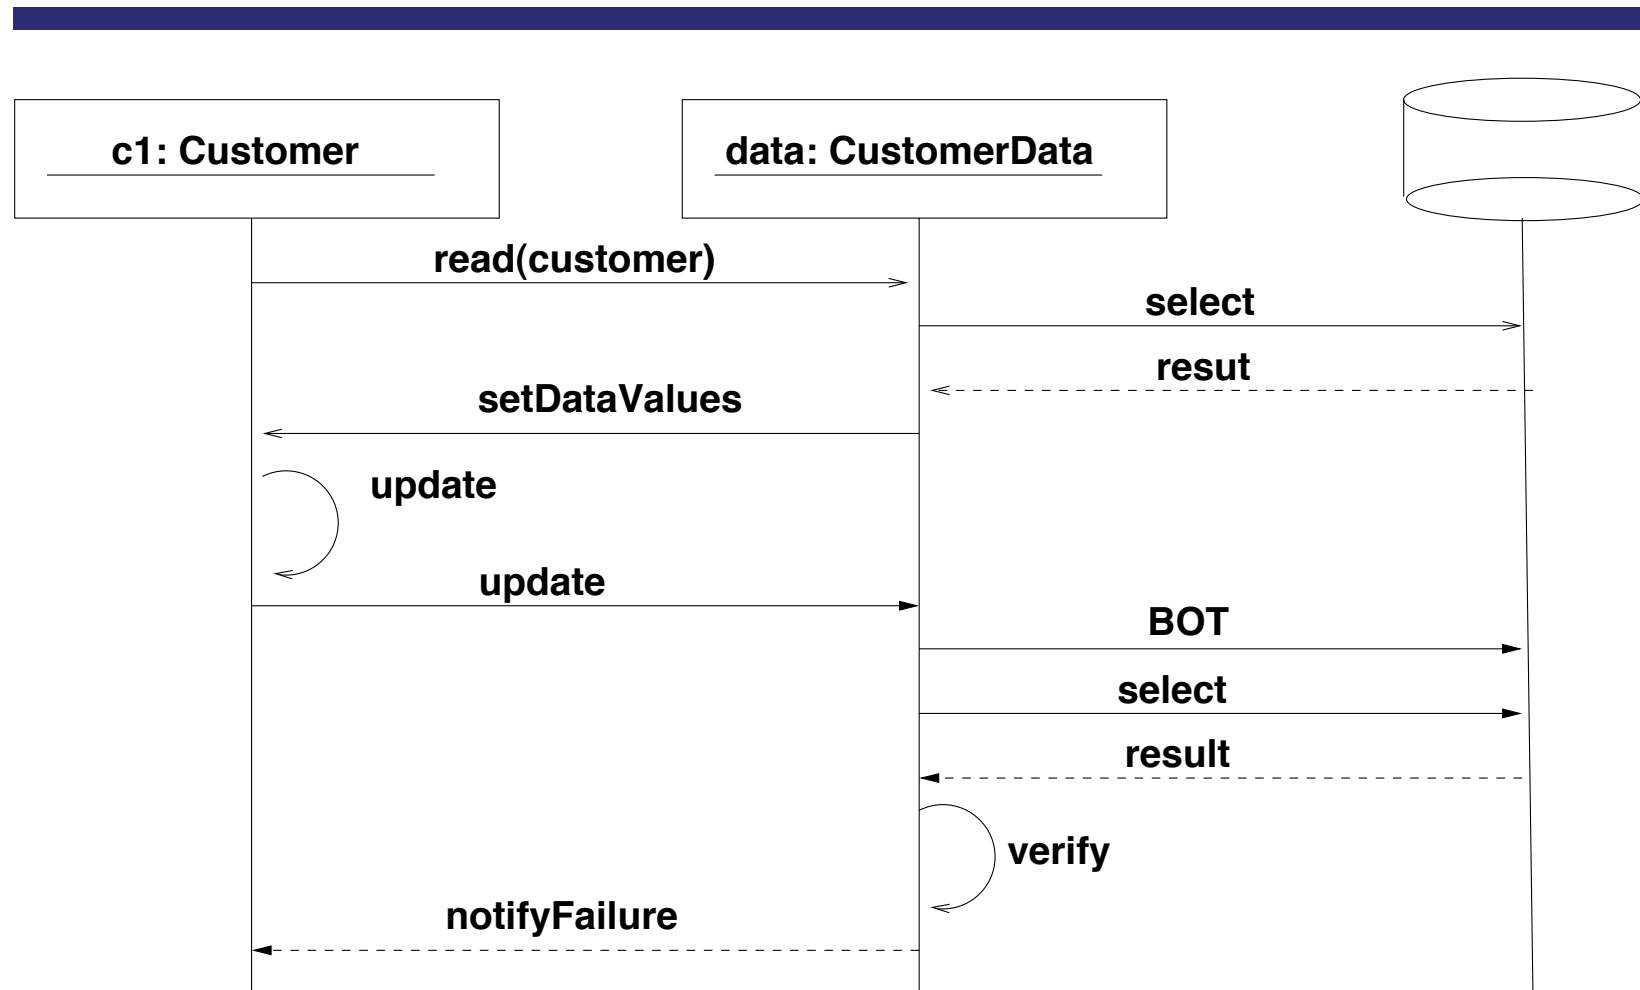 c1: Customer
data: CustomerData
read(customer)
select
resut
setDataValues
update
update
BOT
select
result
verify
notifyFailure